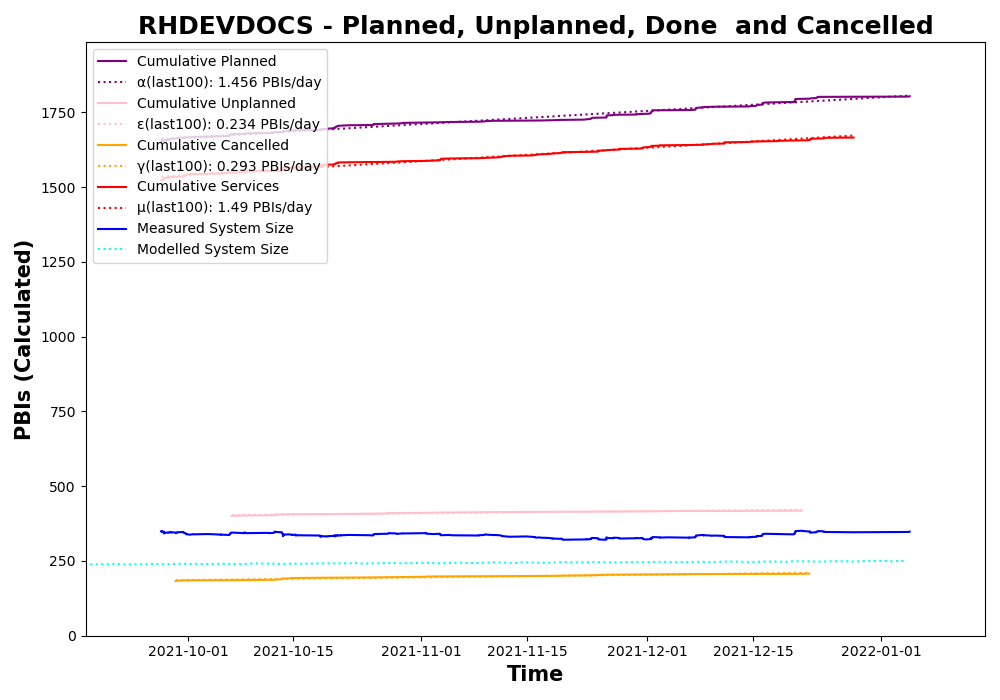 RHDEVDOCS - Planned, Unplanned, Done  and Cancelled
Cumulative Planned
α(last100): 1.456 PBIs/day
Cumulative Unplanned
ε(last100): 0.234 PBIs/day
Cumulative Cancelled
γ(last100): 0.293 PBIs/day
Cumulative Services
μ(last100): 1.49 PBIs/day
Measured System Size
Modelled System Size
PBIs (Calculated)
1750
1500
1250
1000
750
500
250
0
2021-10-01
2021-10-15
2021-11-01
2021-11-15
2021-12-01
2021-12-15
2022-01-01
Time